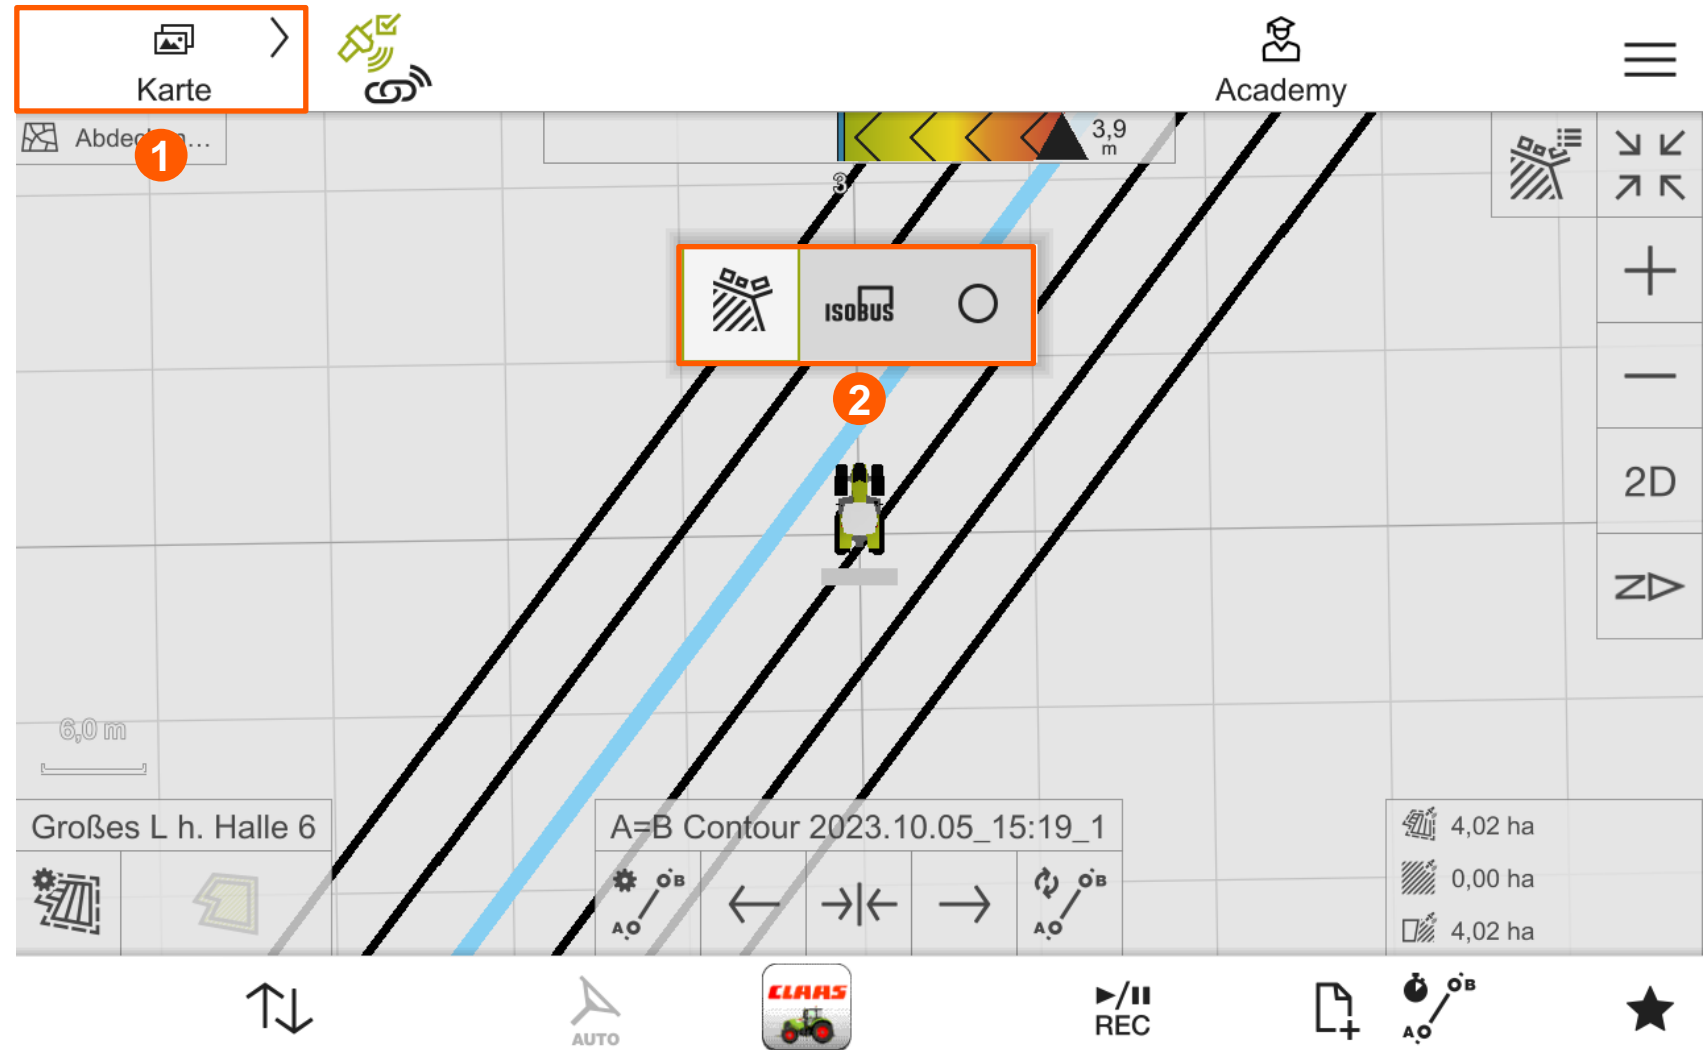 Karte
Academy
Abdec
...
1
3,9
m
3
ISOBUS
2
2D
N
6,0 m
Großes L h. Halle 6
A=B Contour 2023.10.05_15:19_1
4,02 ha
0,00 ha
4,02 ha
B
A
B
A
AUTO
CLAAS
REC
B
A